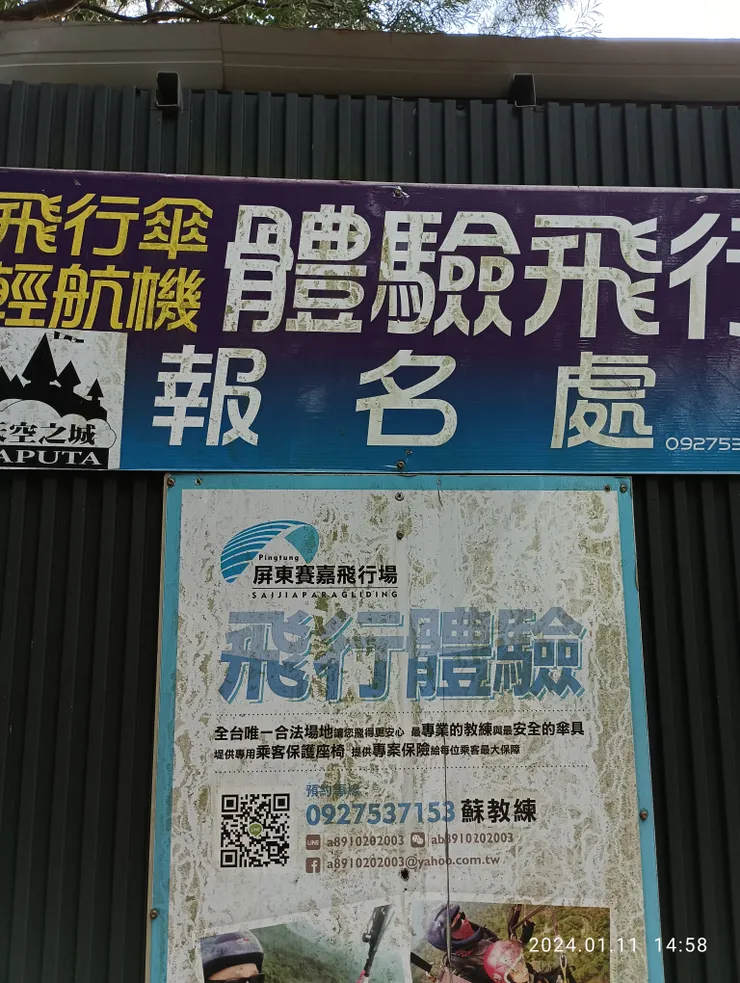 飛行傘
輕航機
體驗飛行
報名處
092753
空之城
APUTA
Pingtung
屏東賽嘉飛行場
SAIJIAPARAGLIDING
飛行體驗
全台唯一合法場地讓您飛得更安心 最專業的教練與最安全的傘具
堤供專用乘客保護座椅 提供專案保險給每位乘客最大保障
預約專線:
0927537153 蘇教練
LINE a8910202003 ab8910202003
f a8910202003@yahoo.com.tw
2024.01.11 14:58